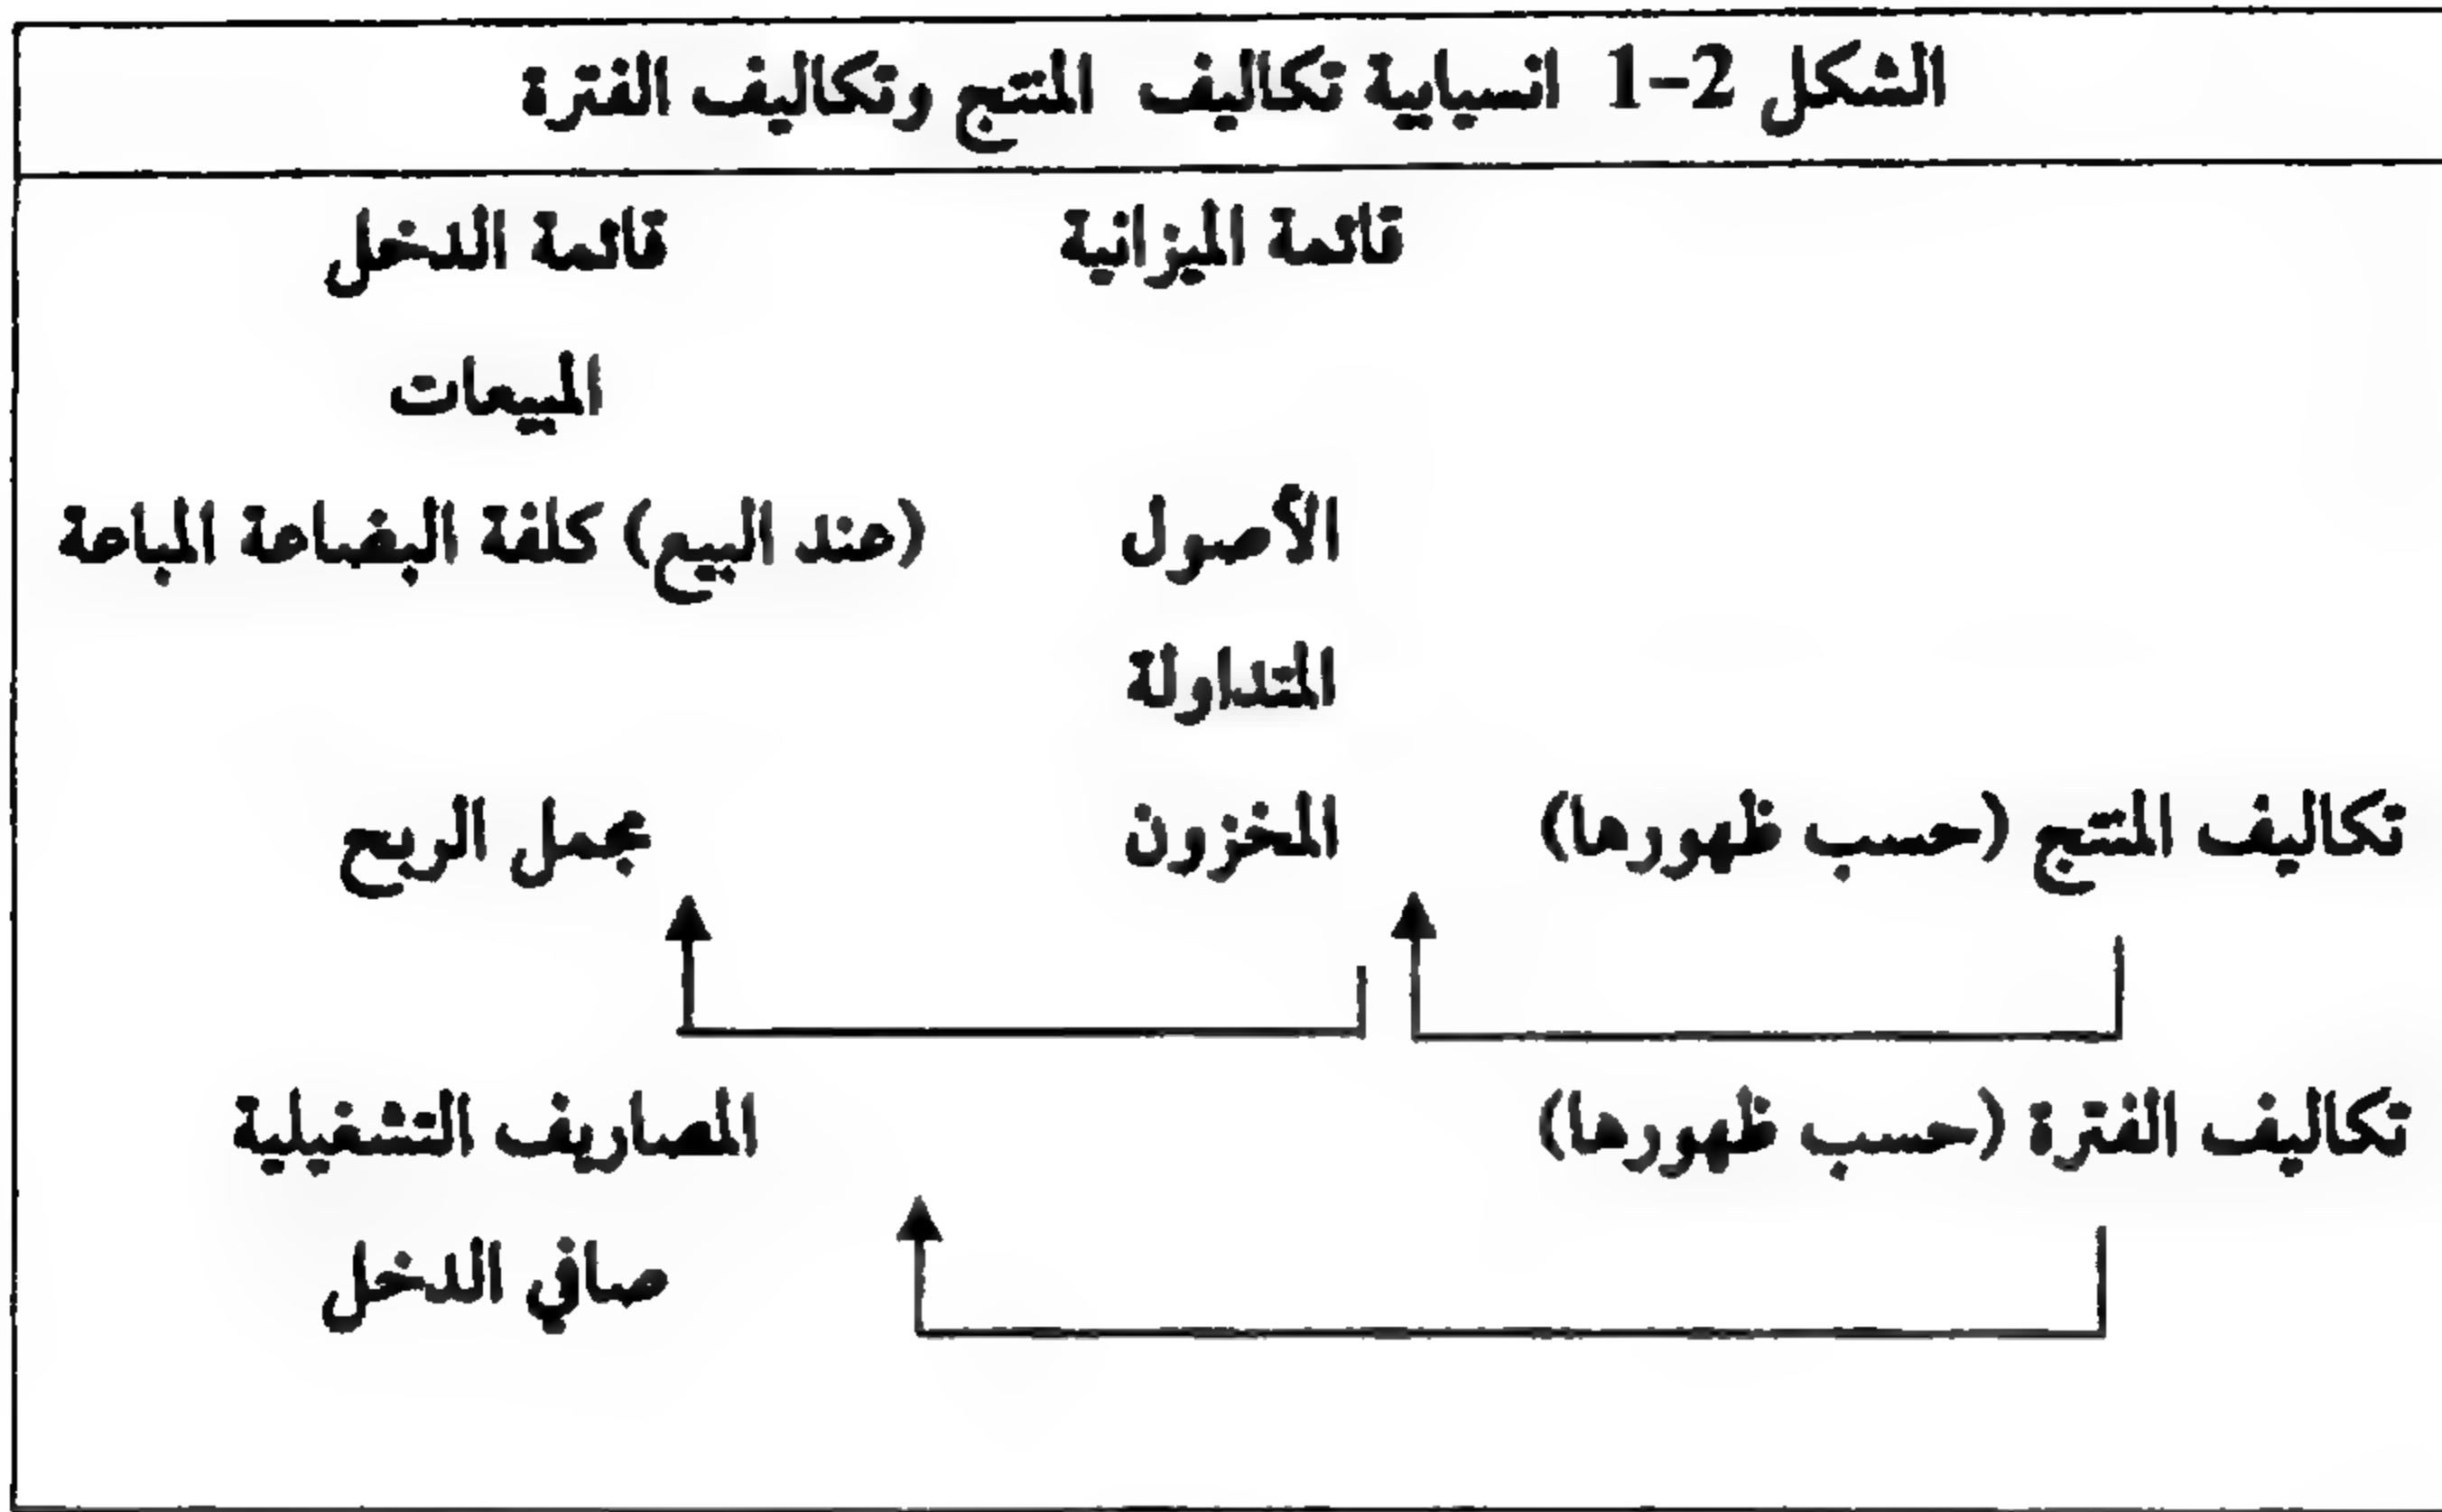 الشكل 2-1 انسيابية تكاليف المنتج وتكاليف الفترة
قائمة الميزانية قائمة الدخل
المبيعات
الأصول (عند البيع) كلفة البضاعة المباعة
المتداولة
تكاليف المنتج (حسب ظهورها) المخزون مجمل الربح
تكاليف الفترة (حسب ظهورها) المصاريف التشغيلية
صافي الدخل